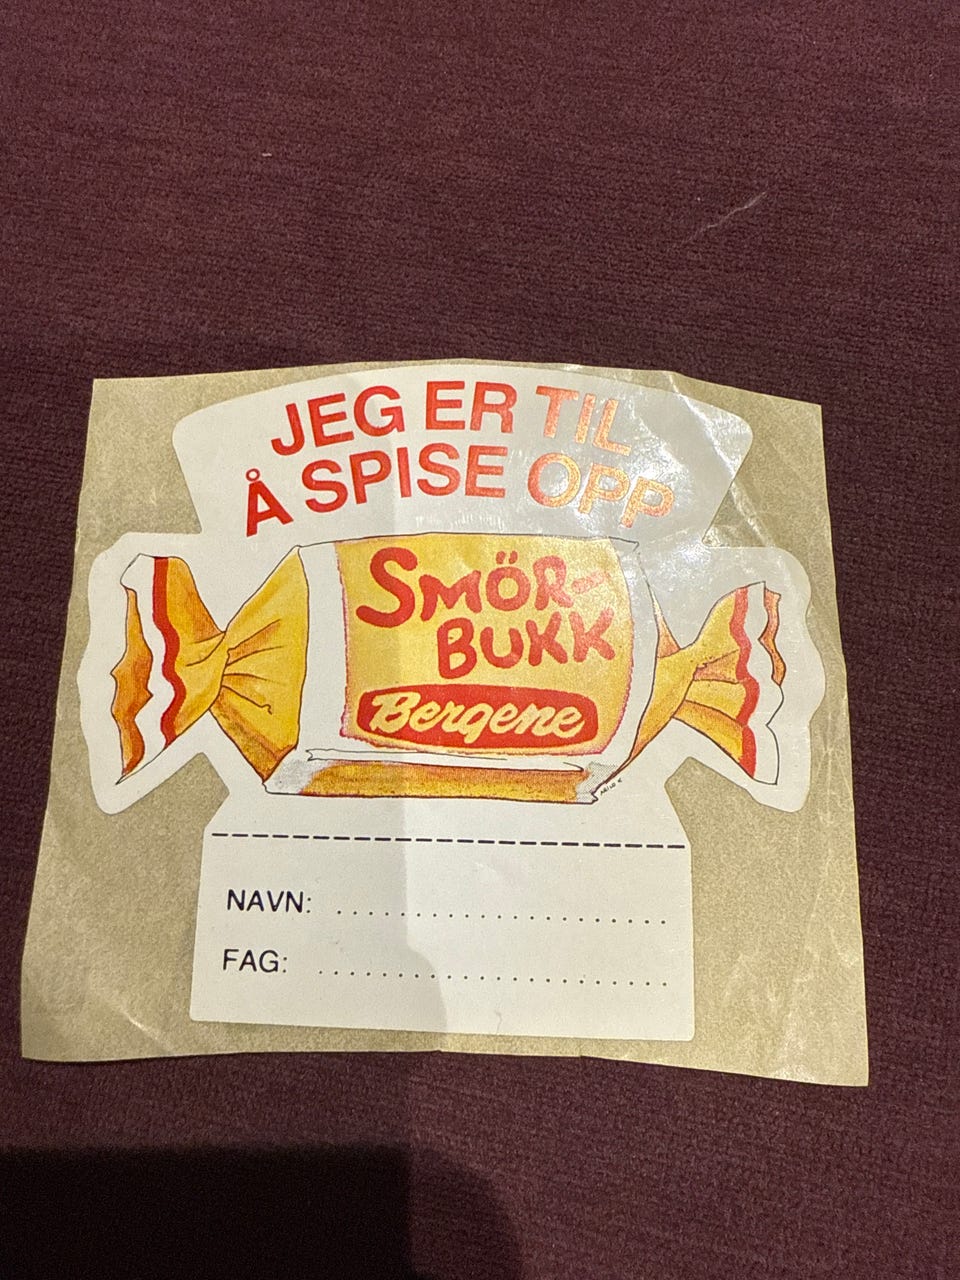 JEG ER TIL
Å SPISE OPP
SMÖR-
BUKK
Bergene
NAVN: ..............................
FAG: ...............................